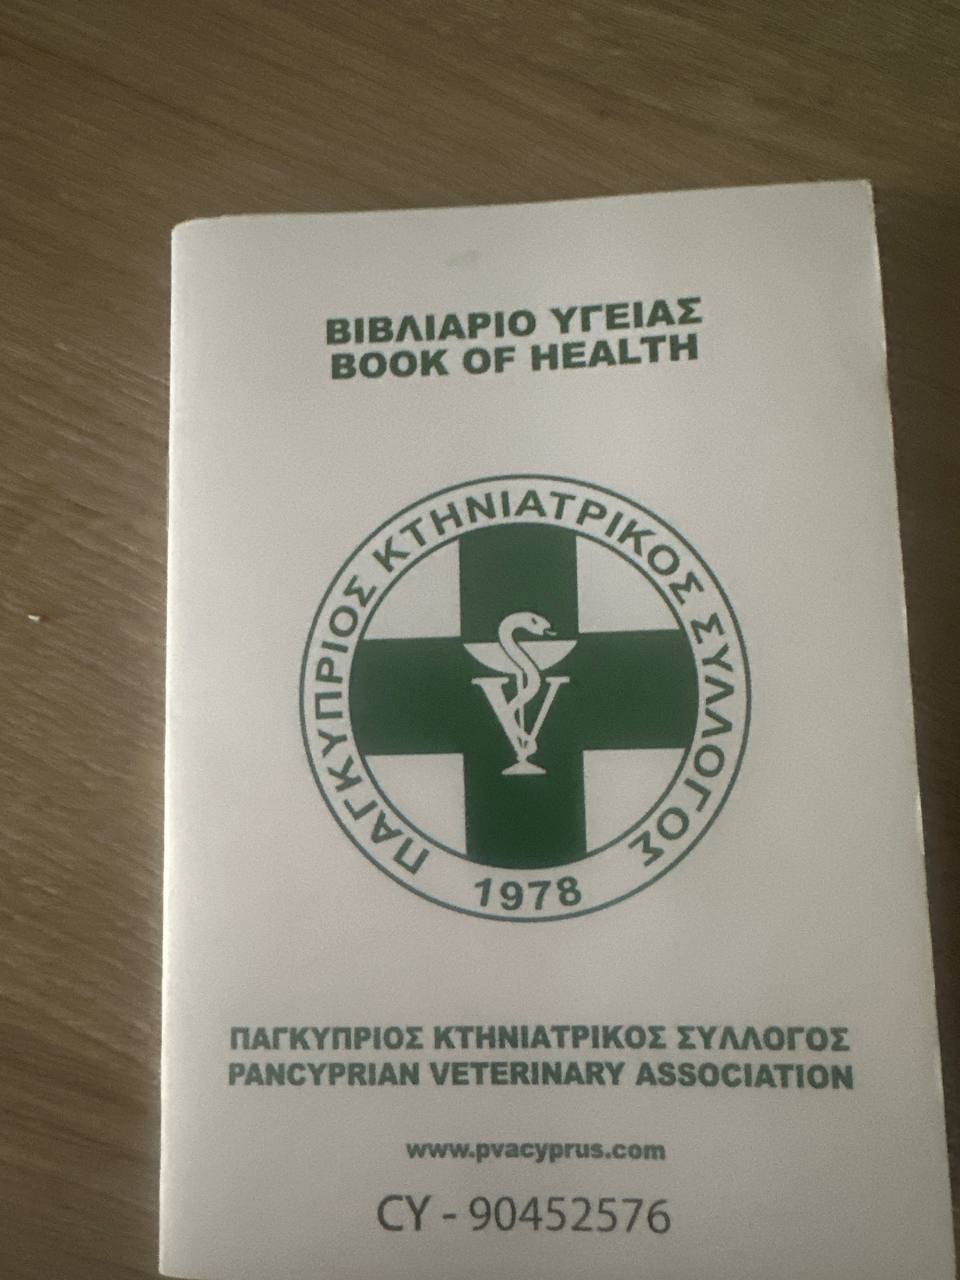 ΒΙΒΛΙΑΡΙΟ ΥΓΕΙΑΣ
BOOK OF HEALTH
ΠΑΓΚΥΠΡΙΟΣ ΚΤΗΝΙΑΤΡΙΚΟΣ ΣΥΛΛΟΓΟΣ
V
1978
ΠΑΓΚΥΠΡΙΟΣ ΚΤΗΝΙΑΤΡΙΚΟΣ ΣΥΛΛΟΓΟΣ
PANCYPRIAN VETERINARY ASSOCIATION
www.pvacyprus.com
CY - 90452576